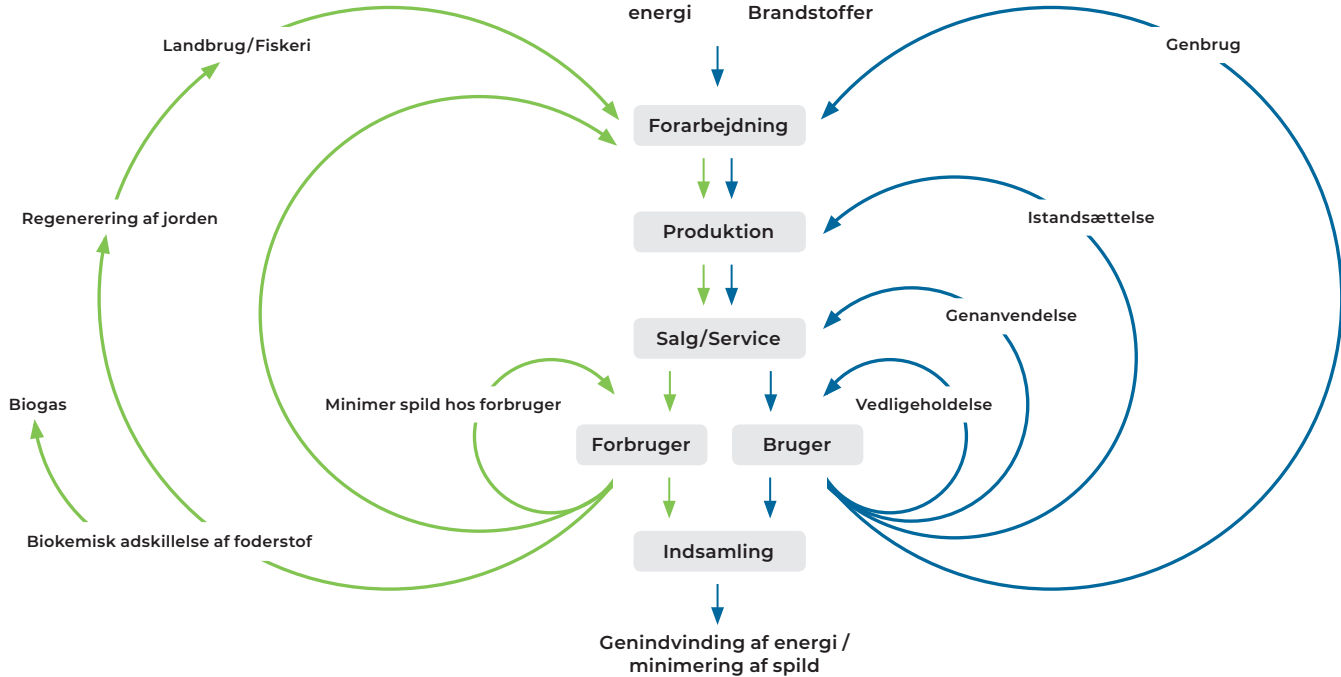 energi Brandstoffer
Landbrug/Fiskeri
Genbrug
Forarbejdning
Regenerering af jorden
Produktion
Istandsættelse
Genanvendelse
Salg/Service
Biogas
Minimer spild hos forbruger
Vedligeholdelse
Forbruger
Bruger
Biokemisk adskillelse af foderstof
Indsamling
Genindvinding af energi /
minimering af spild